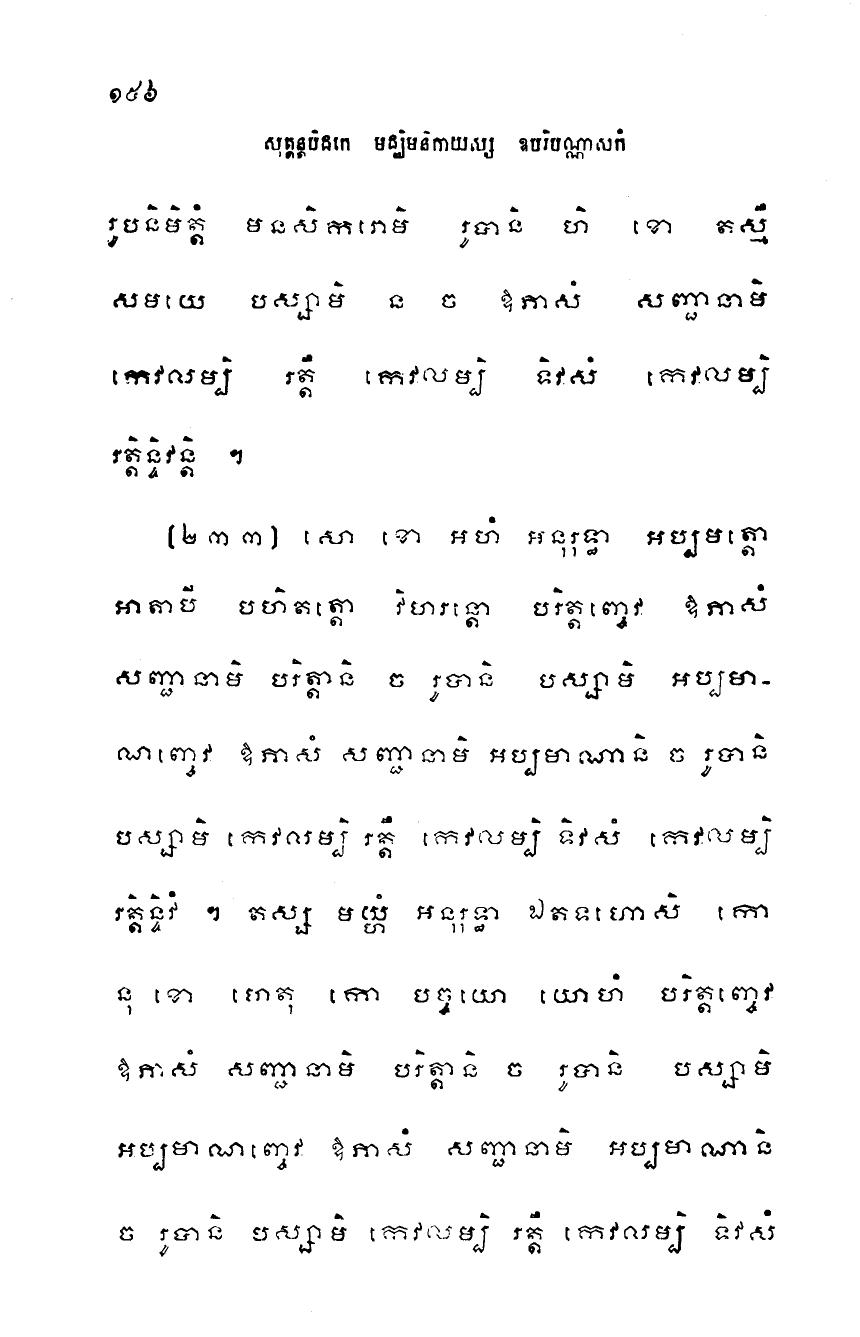 ១៥៦
សុត្តន្តបិដកេ មជ្ឈិមនិកាយស្ស ឧបរិបណ្ណាសកំ
រូបនិមិត្តំ មនសិករោមិ រូបានិ ហិ ខោ តស្មឹ
សមយេ បស្សាមិ ន ច ឱភាសំ សញ្ជានាមិ
កេវលម្បិ រត្តឹ កេវលម្បិ ទិវសំ កេវលម្បិ
រត្តិន្ទិវន្តិ ។
(២៣៣) សោ ខោ អហំ អនុរុទ្ធា អប្បមត្តោ
អាតាបី បហិតត្តោ វិហរន្តោ បរិត្តញ្ចេវ ឱភាសំ
សញ្ជានាមិ បរិត្តានិ ច រូបានិ បស្សាមិ អប្បមា-
ណញ្ចេវ ឱភាសំ សញ្ជានាមិ អប្បមាណានិ ច រូបានិ
បស្សាមិ កេវលម្បិ រត្តឹ កេវលម្បិ ទិវសំ កេវលម្បិ
រត្តិន្ទិវំ ។ តស្ស មយ្ហំ អនុរុទ្ធា ឯតទហោសិ កោ
នុ ខោ ហេតុ កោ បច្ចយោ យោហំ បរិត្តញ្ចេវ
ឱភាសំ សញ្ជានាមិ បរិត្តានិ ច រូបានិ បស្សាមិ
អប្បមាណញ្ចេវ ឱភាសំ សញ្ជានាមិ អប្បមាណានិ
ច រូបានិ បស្សាមិ កេវលម្បិ រត្តឹ កេវលម្បិ ទិវសំ